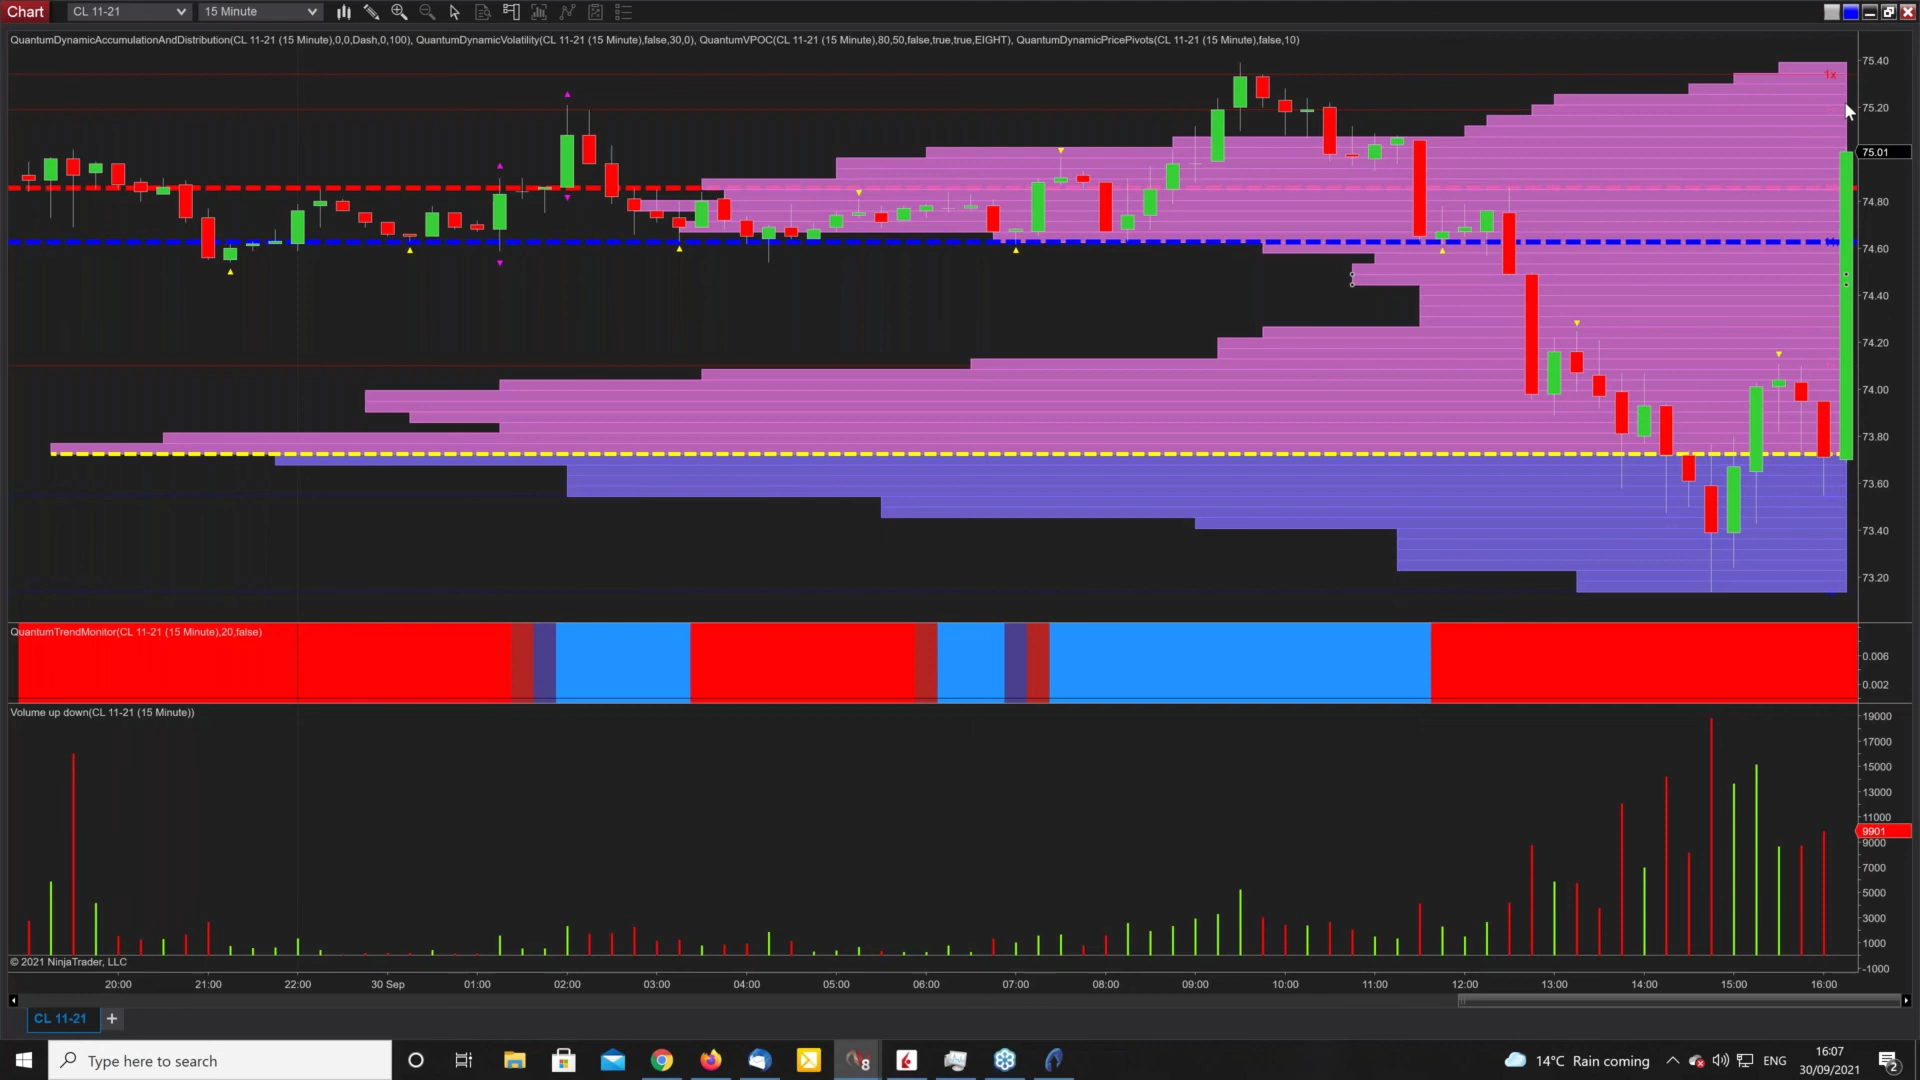 Chart CL 11-21 15 Minute
QuantumDynamicAccumulationAndDistribution(CL 11-21 (15 Minute),0,0,Dash,0,100), QuantumDynamicVolatility(CL 11-21 (15 Minute),false,30,0), QuantumVPOC(CL 11-21 (15 Minute),80,50,false,true,true,EIGHT), QuantumDynamicPricePivots(CL 11-21 (15 Minute),false,10)
75.40
1x
75.20
75.01
74.80
74.60
74.40
74.20
74.00
73.80
73.60
73.40
73.20
QuantumTrendMonitor(CL 11-21 (15 Minute),20,false)
0.006
0.002
Volume up down(CL 11-21 (15 Minute))
19000
17000
15000
13000
11000
9901
9000
7000
5000
3000
1000
-1000
© 2021 NinjaTrader, LLC
20:00 21:00 22:00 30 Sep 01:00 02:00 03:00 04:00 05:00 06:00 07:00 08:00 09:00 10:00 11:00 12:00 13:00 14:00 15:00 16:00
CL 11-21 +
Type here to search
8
14°C Rain coming
ENG
16:07
30/09/2021
2